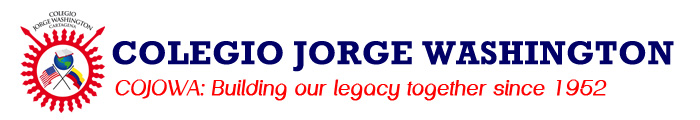 COLEGIO
JORGE WASHINGTON
CARTAGENA
COLEGIO JORGE WASHINGTON
COJOWA: Building our legacy together since 1952